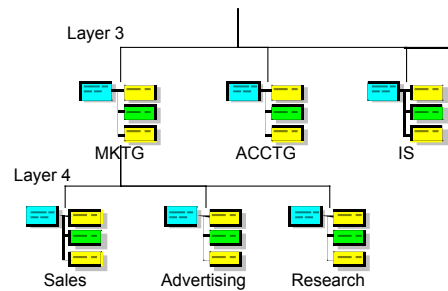 Layer 3
MKTG
ACCTG
IS
Layer 4
Sales
Advertising
Research